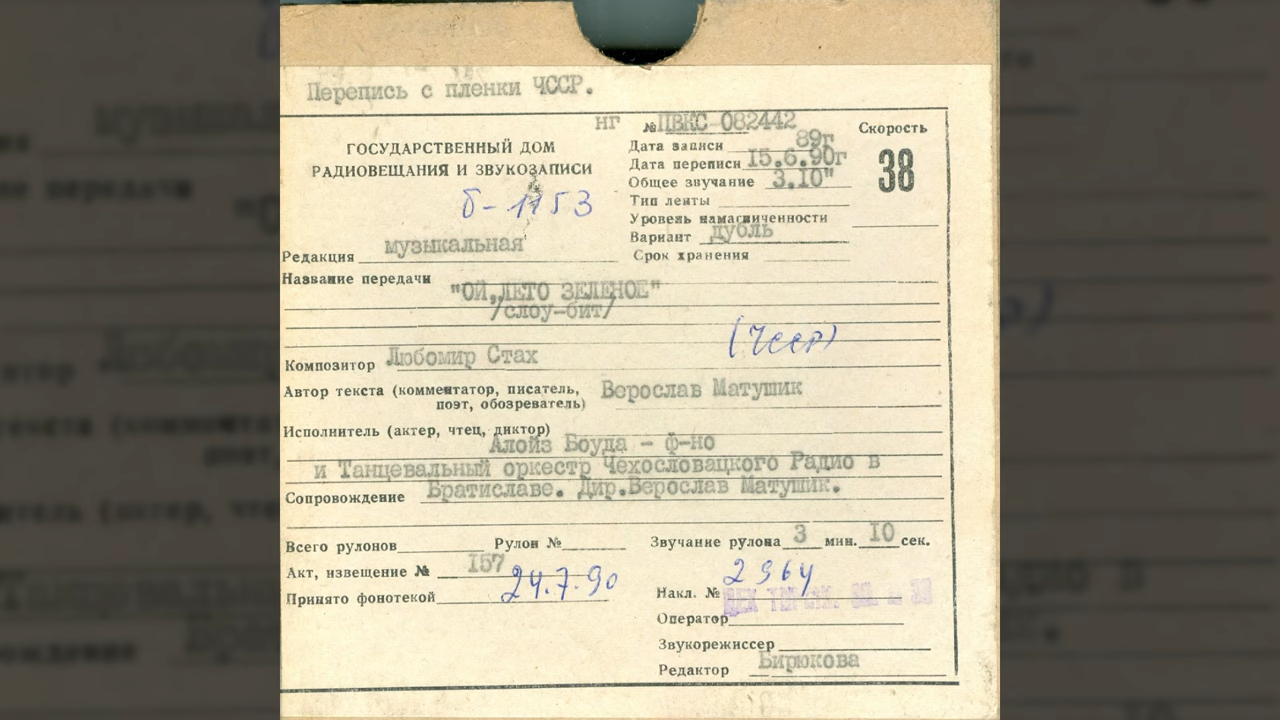 Перепись с пленки ЧССР.
нг № ЦВКС-082442
Скорость
38
ГОСУДАРСТВЕННЫЙ ДОМ
РАДИОВЕЩАНИЯ И ЗВУКОЗАПИСИ
б-1153
Дата записи 89г
Дата переписи 15.6.90г
Общее звучание 3.10"
Тип ленты
Уровень намагниченности
Вариант дубль
Срок хранения
Редакция музыкальная
Название передачи "ОЙ,ЛЕТО ЗЕЛЕНОЕ"
/слоу-бит/
(Чсср)
Композитор Любомир Стах
Автор текста (комментатор, писатель,
поэт, обозреватель) Верослав Матушик
Исполнитель (актер, чтец, диктор)
Алойз Боуда - ф-но
и Танцевальный оркестр Чехословацкого Радио в
Сопровождение Братиславе. Дир.Верослав Матушик.
Всего рулонов Рулон № Звучание рулона 3 мин. 10 сек.
Акт, извещение № 157
Принято фонотекой 24.7.90
Накл. № 2964
Оператор
Звукорежиссер
Редактор Бирюкова